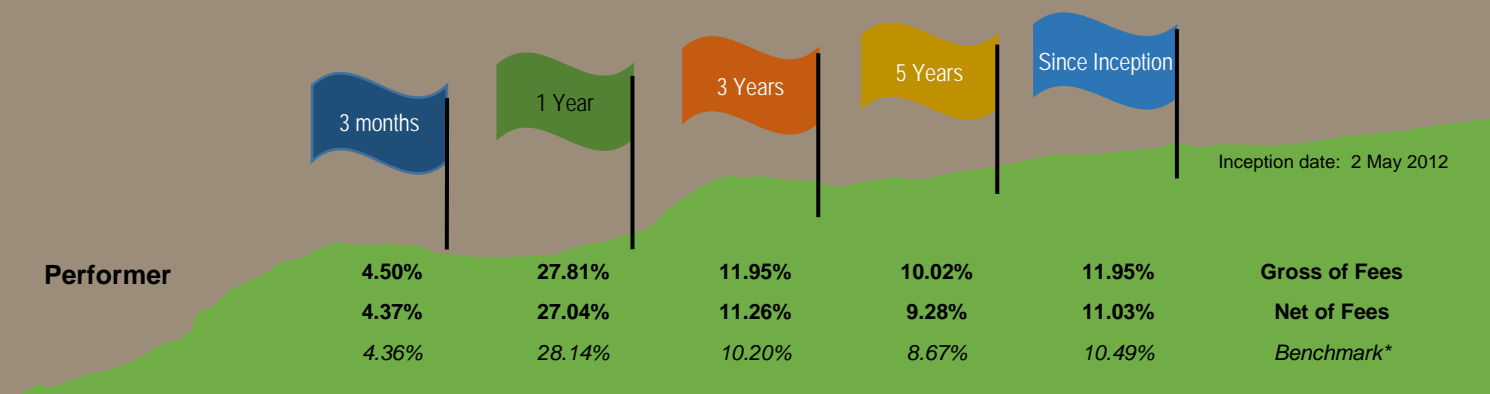 3 months
1 Year
3 Years
5 Years
Since Inception
Inception date: 2 May 2012
Performer 4.50% 27.81% 11.95% 10.02% 11.95% Gross of Fees
4.37% 27.04% 11.26% 9.28% 11.03% Net of Fees
4.36% 28.14% 10.20% 8.67% 10.49% Benchmark*